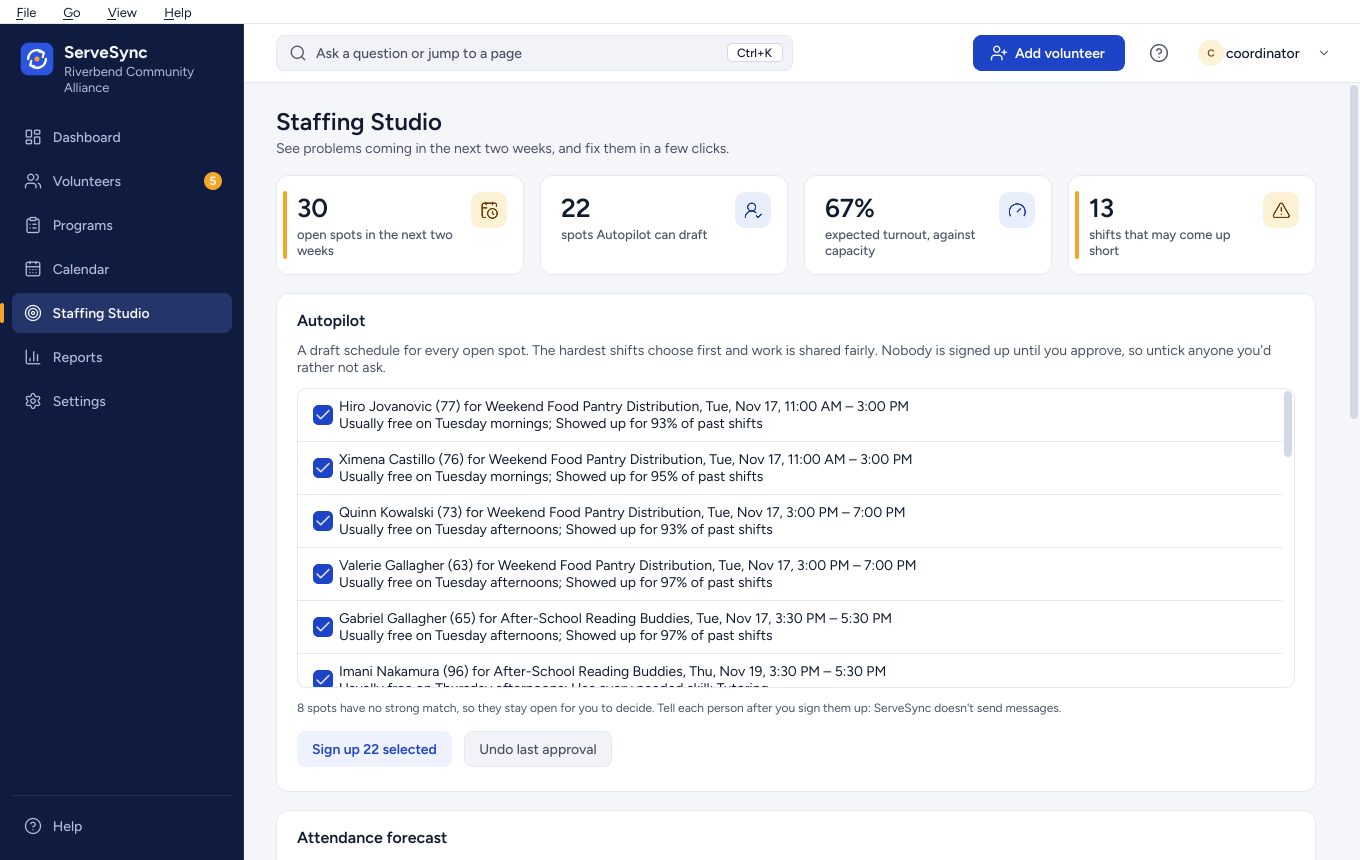 File Go View Help
ServeSync
Riverbend Community
Alliance
Ask a question or jump to a page
Ctrl+K
Add volunteer
C
coordinator
Dashboard
Volunteers
5
Programs
Calendar
Staffing Studio
Reports
Settings
Help
Staffing Studio
See problems coming in the next two weeks, and fix them in a few clicks.
30
open spots in the next two
weeks
22
spots Autopilot can draft
67%
expected turnout, against
capacity
13
shifts that may come up
short
Autopilot
A draft schedule for every open spot. The hardest shifts choose first and work is shared fairly. Nobody is signed up until you approve, so untick anyone you'd
rather not ask.
Hiro Jovanovic (77) for Weekend Food Pantry Distribution, Tue, Nov 17, 11:00 AM – 3:00 PM
Usually free on Tuesday mornings; Showed up for 93% of past shifts
Ximena Castillo (76) for Weekend Food Pantry Distribution, Tue, Nov 17, 11:00 AM – 3:00 PM
Usually free on Tuesday mornings; Showed up for 95% of past shifts
Quinn Kowalski (73) for Weekend Food Pantry Distribution, Tue, Nov 17, 3:00 PM – 7:00 PM
Usually free on Tuesday afternoons; Showed up for 93% of past shifts
Valerie Gallagher (63) for Weekend Food Pantry Distribution, Tue, Nov 17, 3:00 PM – 7:00 PM
Usually free on Tuesday afternoons; Showed up for 97% of past shifts
Gabriel Gallagher (65) for After-School Reading Buddies, Tue, Nov 17, 3:30 PM – 5:30 PM
Usually free on Tuesday afternoons; Showed up for 97% of past shifts
Imani Nakamura (96) for After-School Reading Buddies, Thu, Nov 19, 3:30 PM – 5:30 PM
Usually free on Thursday afternoons; Has every needed skill: Tutoring
8 spots have no strong match, so they stay open for you to decide. Tell each person after you sign them up: ServeSync doesn't send messages.
Sign up 22 selected
Undo last approval
Attendance forecast